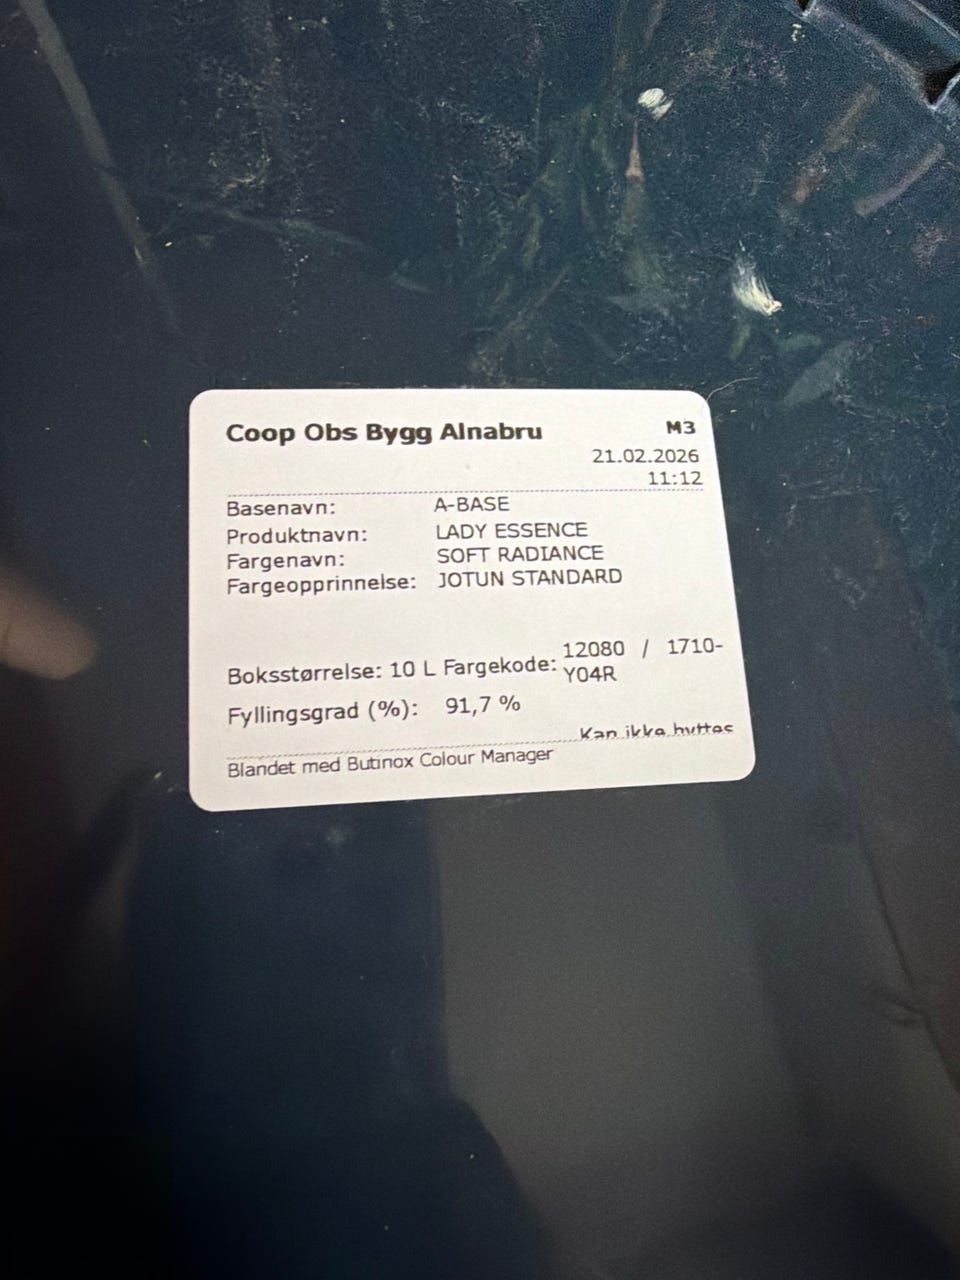 Coop Obs Bygg Alnabru M3
21.02.2026
11:12
Basenavn: A-BASE
Produktnavn: LADY ESSENCE
Fargenavn: SOFT RADIANCE
Fargeopprinnelse: JOTUN STANDARD
Boksstørrelse: 10 L Fargekode: 12080 / 1710-
Y04R
Fyllingsgrad (%): 91,7 %
Kan ikke byttes
Blandet med Butinox Colour Manager